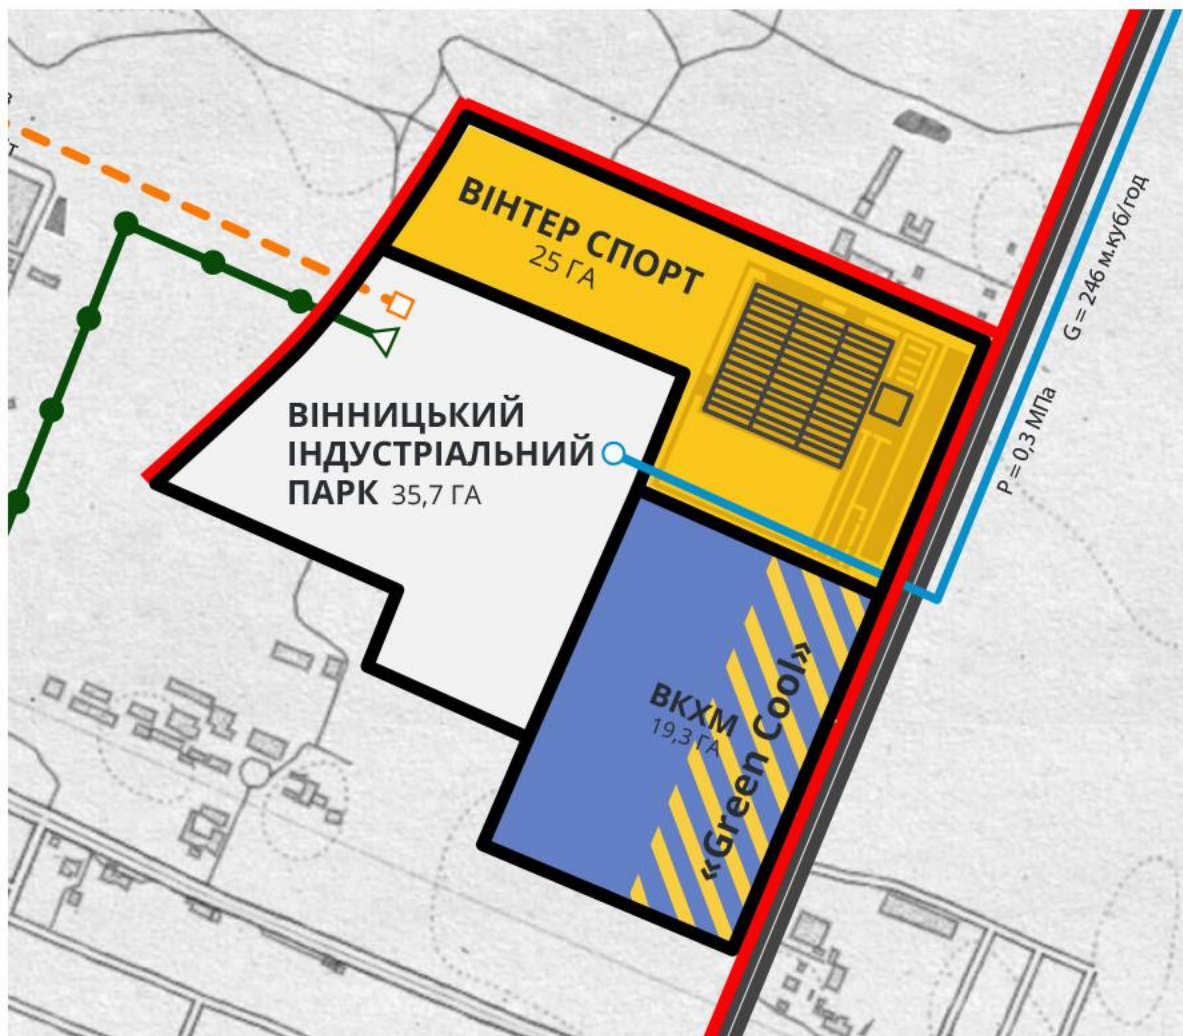 ВІНТЕР СПОРТ
25 ГА
G = 246 м.куб/год
P = 0,3 МПа
ВІННИЦЬКИЙ
ІНДУСТРІАЛЬНИЙ
ПАРК 35,7 ГА
ВКХМ
19,3 ГА
«Green Cool»